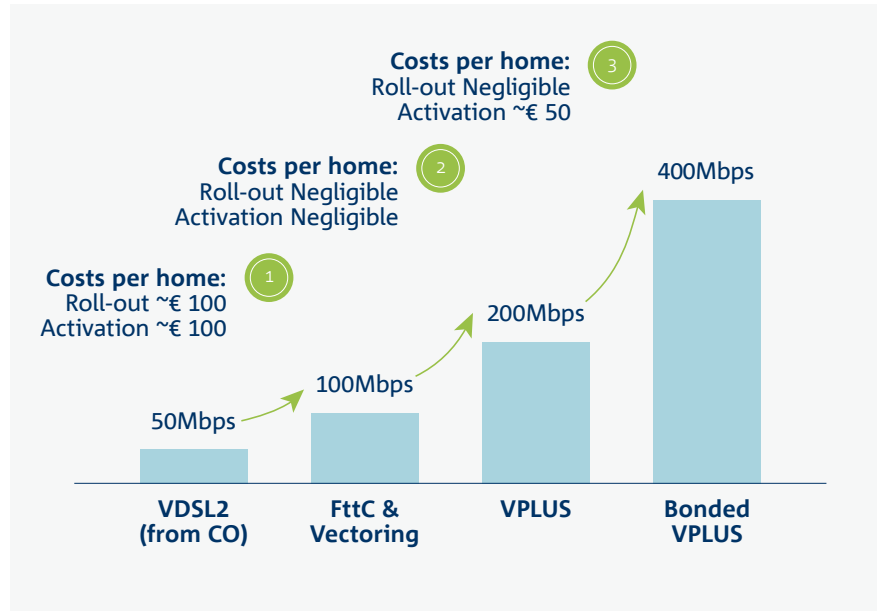 Costs per home:
Roll-out Negligible
Activation ~€ 50
3
Costs per home:
Roll-out Negligible
Activation Negligible
2
400Mbps
Costs per home:
Roll-out ~€ 100
Activation ~€ 100
1
200Mbps
100Mbps
50Mbps
VDSL2
(from CO)
FttC &
Vectoring
VPLUS
Bonded
VPLUS